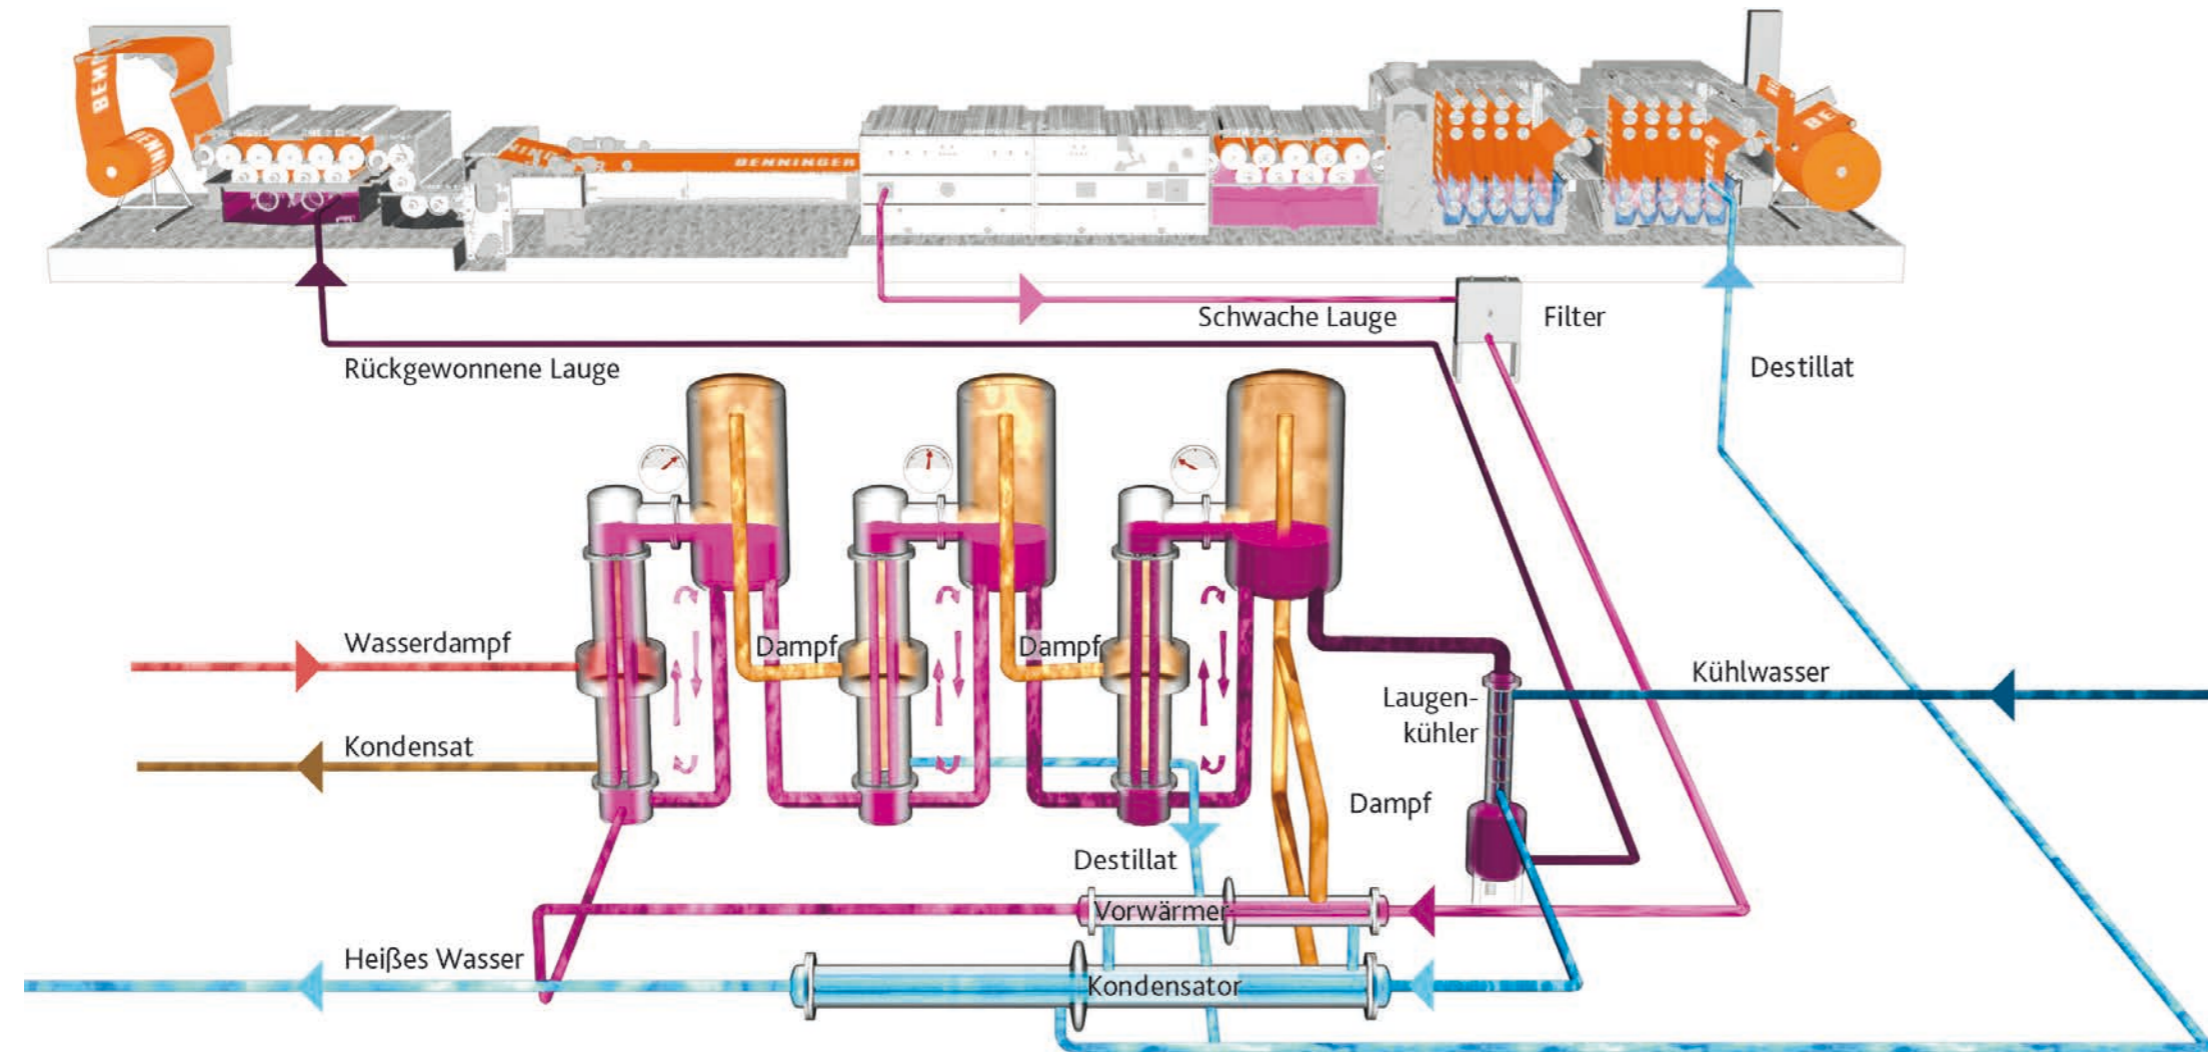 BENNINGER
Schwache Lauge
Filter
Rückgewonnene Lauge
Destillat
Wasserdampf
Dampf
Dampf
Kühlwasser
Laugen-
kühler
Kondensat
Dampf
Destillat
Vorwärmer
Heißes Wasser
Kondensator